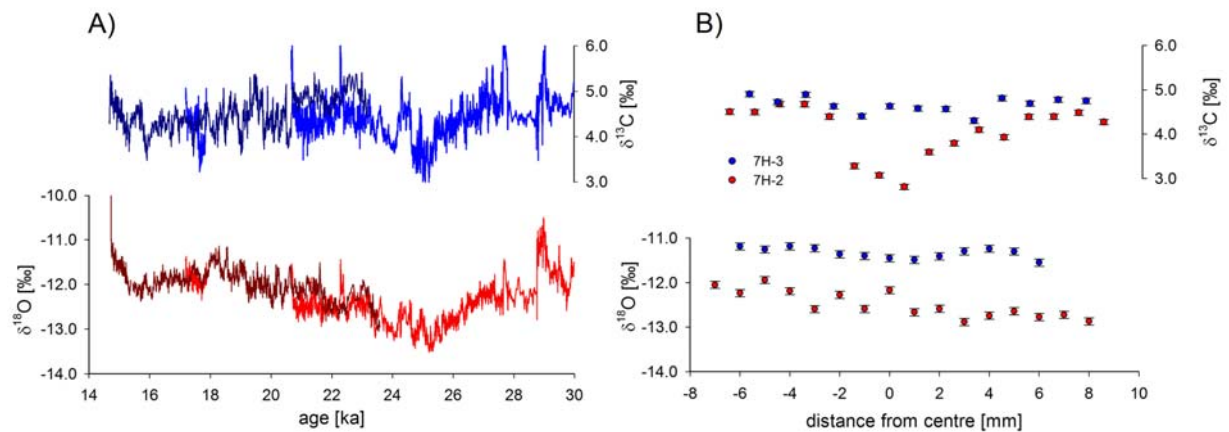 A)
B)
6.0
5.0
4.0
3.0
δ13C [‰]
-10.0
-11.0
-12.0
-13.0
-14.0
δ18O [‰]
14 16 18 20 22 24 26 28 30
age [ka]
6.0
5.0
4.0
3.0
δ13C [‰]
7H-3
7H-2
-11.0
-12.0
-13.0
-14.0
δ18O [‰]
-8 -6 -4 -2 0 2 4 6 8 10
distance from centre [mm]